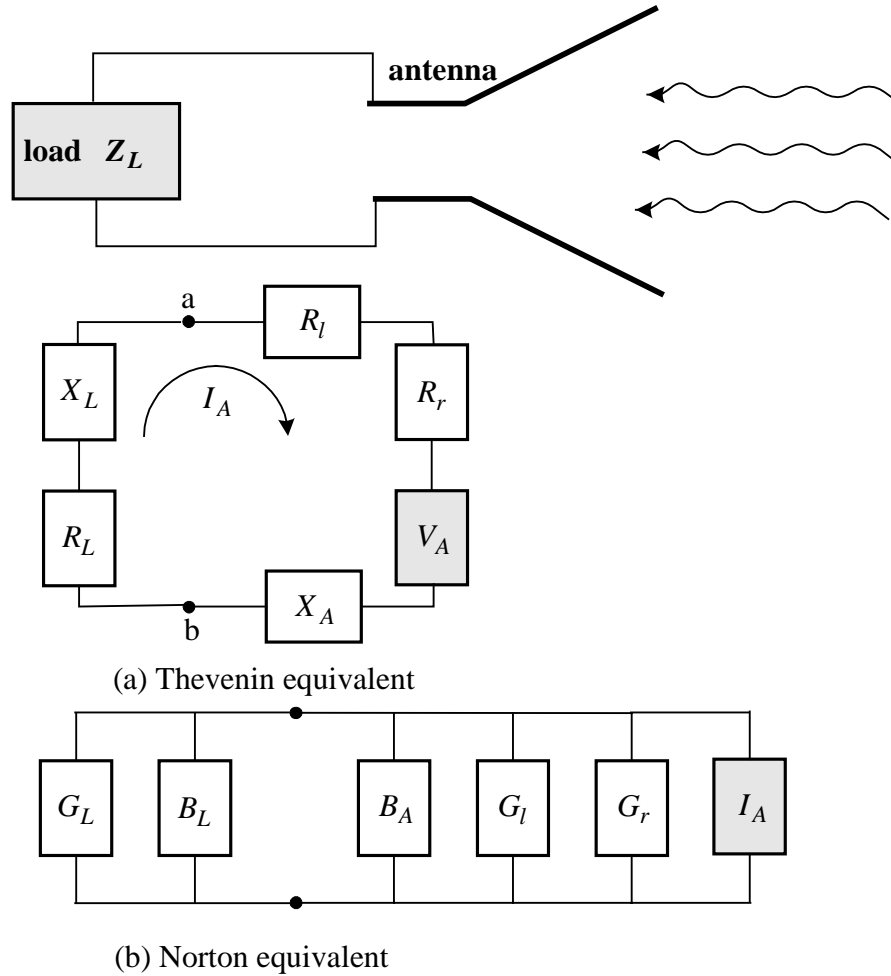 antenna
load Z_L
a
R_l
X_L
I_A
R_r
R_L
V_A
X_A
b
(a) Thevenin equivalent
G_L B_L B_A G_l G_r I_A
(b) Norton equivalent